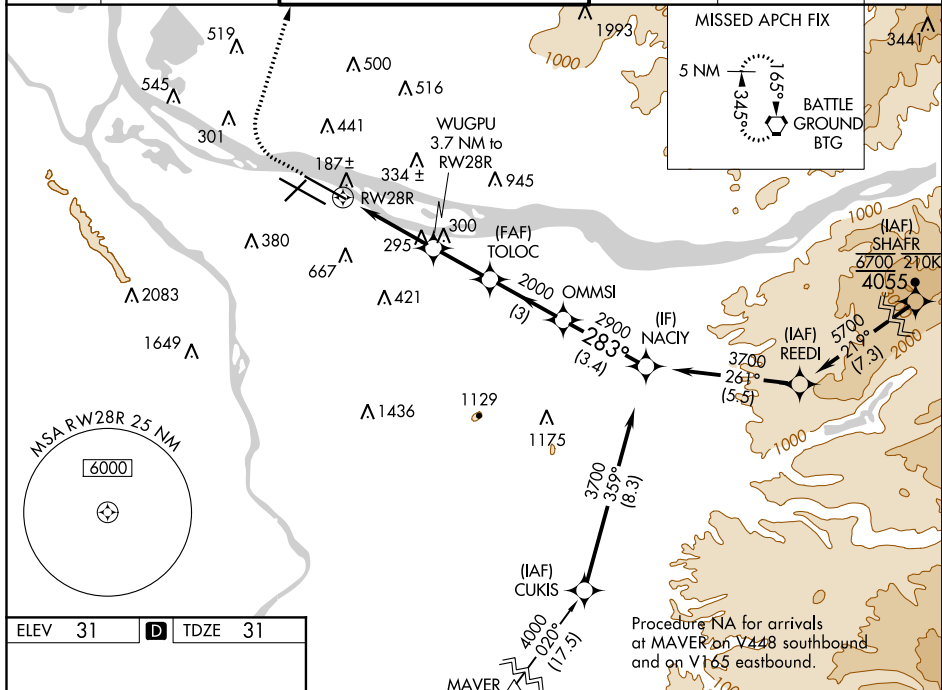 519
545
301
500
516
441
187±
334 ±
WUGPU
3.7 NM to
RW28R
945
RW28R
1993
1000
MISSED APCH FIX
5 NM
345°
165°
BATTLE
GROUND
BTG
3441
380
667
295
300
421
2083
1649
(FAF)
TOLOC
2000
(3)
OMMSI
2900
283°
(3.4)
(IF)
NACIY
3700
261°
(5.5)
(IAF)
REEDI
5700
219°
(7.3)
1000
(IAF)
SHAFR
6700 210K
4055
2000
1000
1436
1129
1175
3700
359°
(8.3)
MSA RW28R 25 NM
6000
(IAF)
CUKIS
4000
020°
(17.5)
MAVER
Procedure NA for arrivals
at MAVER on V448 southbound
and on V165 eastbound.
ELEV 31 D TDZE 31